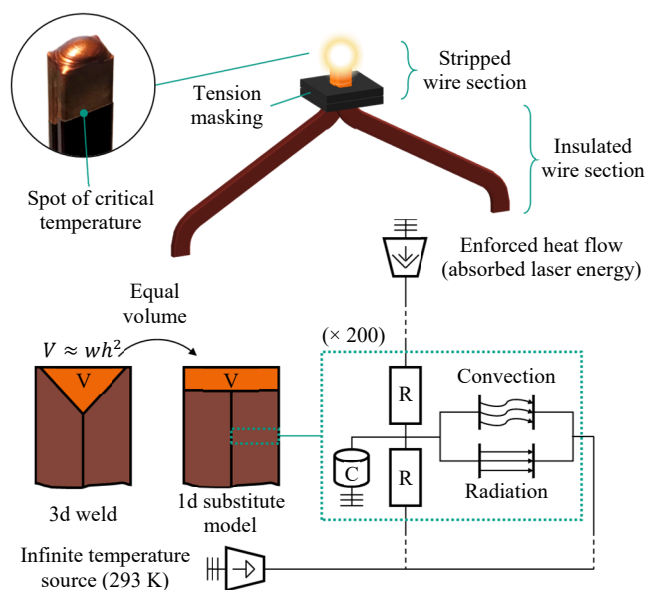 Stripped
wire section
Tension
masking
Insulated
wire section
Spot of critical
temperature
Enforced heat flow
(absorbed laser energy)
Equal
volume
V ≈ wh²
(× 200)
V
V
R
Convection
C
R
Radiation
3d weld
1d substitute
model
Infinite temperature
source (293 K)